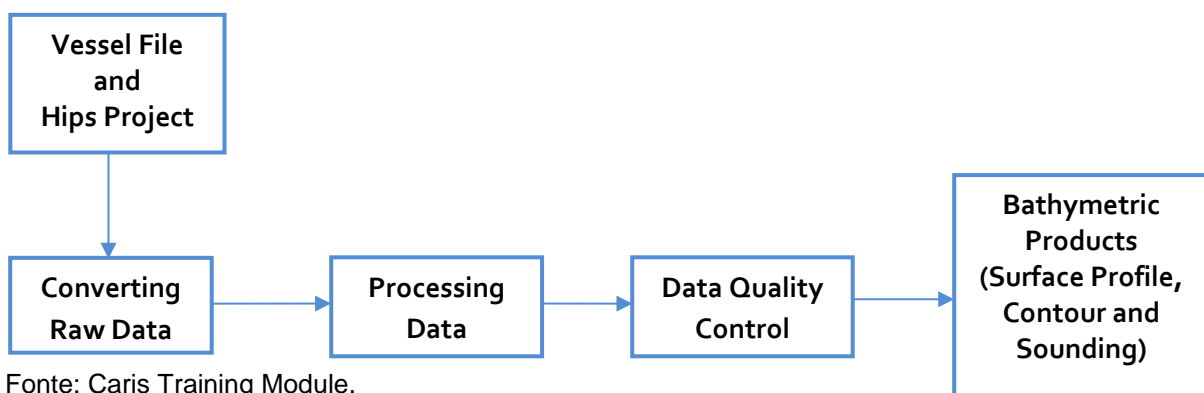 Vessel File
and
Hips Project
Converting
Raw Data
Processing
Data
Data Quality
Control
Bathymetric
Products
(Surface Profile,
Contour and
Sounding)
Fonte: Caris Training Module.